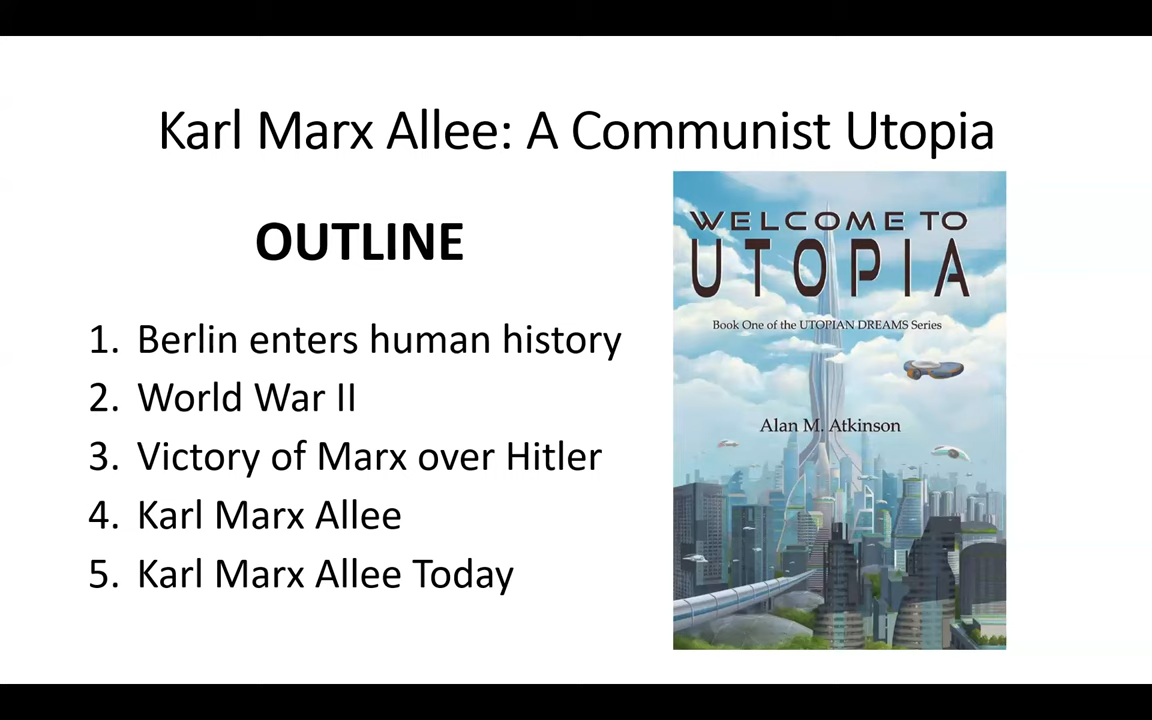 Karl Marx Allee: A Communist Utopia
OUTLINE
1. Berlin enters human history
2. World War II
3. Victory of Marx over Hitler
4. Karl Marx Allee
5. Karl Marx Allee Today
WELCOME TO
UTOPIA
Book One of the UTOPIAN DREAMS Series
Alan M. Atkinson